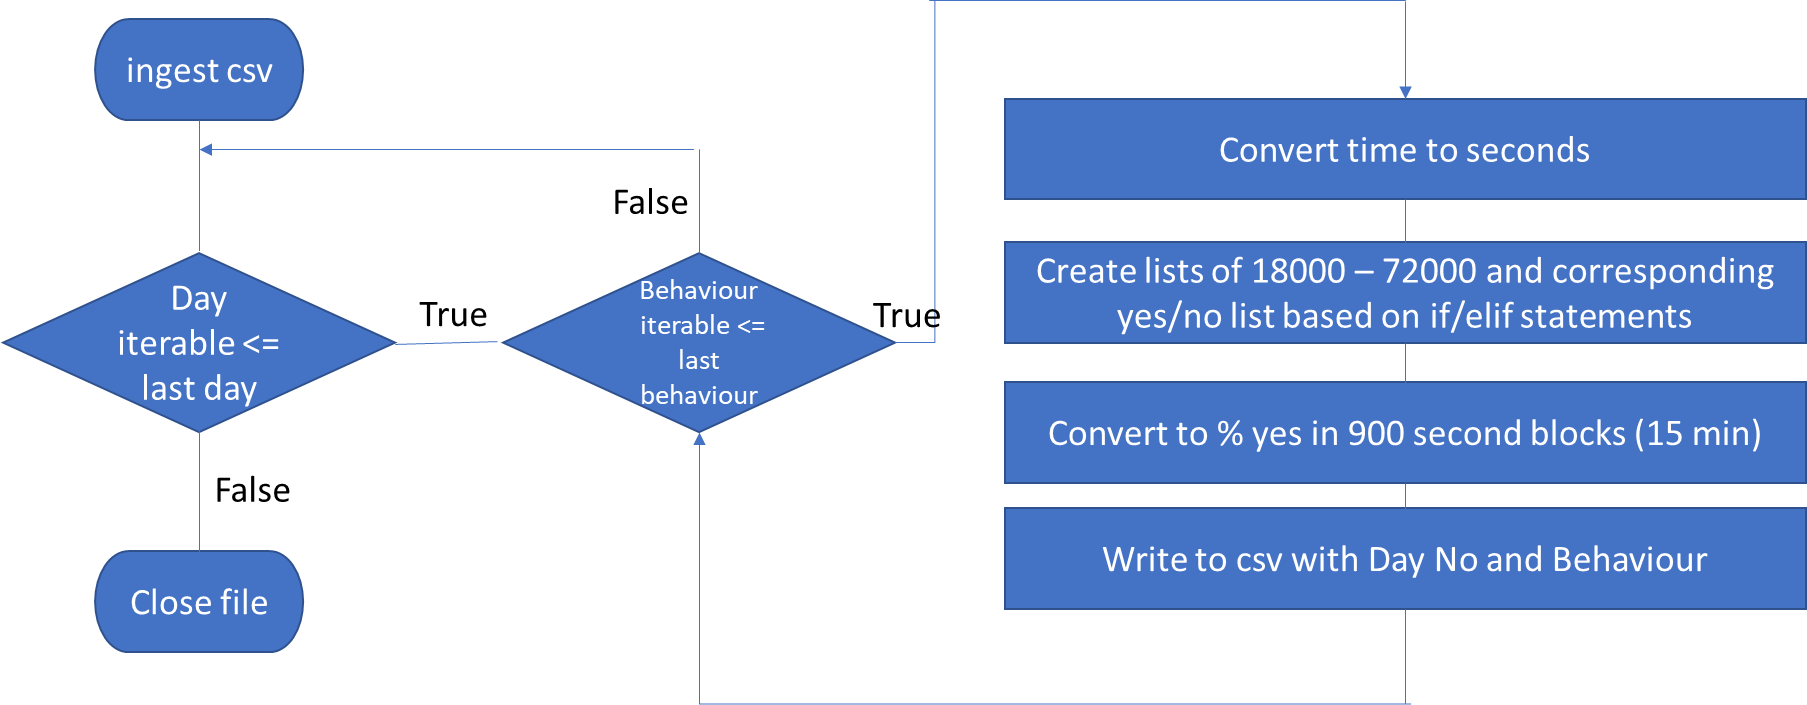 ingest csv
False
Day
iterable <=
last day
True
Behaviour
iterable <=
last
behaviour
True
False
Close file
Convert time to seconds
Create lists of 18000 – 72000 and corresponding
yes/no list based on if/elif statements
Convert to % yes in 900 second blocks (15 min)
Write to csv with Day No and Behaviour